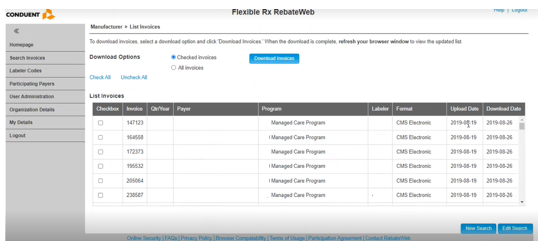 CONDUENT
Flexible Rx RebateWeb
Help | Logout
Manufacturer > List Invoices
Homepage
Search Invoices
Labeler Codes
Participating Payers
User Administration
Organization Details
My Details
Logout
To download invoices, select a download option and click 'Download Invoices.' When the download is complete, refresh your browser window to view the updated list.
Download Options
Checked invoices
All invoices
Download Invoices
Check All Uncheck All
List Invoices
Checkbox Invoice Qtr/Year Payer Program Labeler Format Upload Date Download Date
147123 Managed Care Program CMS Electronic 2019-08-19 2019-08-26
164558 Managed Care Program CMS Electronic 2019-08-19 2019-08-26
172373 Managed Care Program CMS Electronic 2019-08-19 2019-08-26
195532 Managed Care Program CMS Electronic 2019-08-19 2019-08-26
205064 Managed Care Program CMS Electronic 2019-08-19 2019-08-26
238587 Managed Care Program CMS Electronic 2019-08-19 2019-08-26
New Search Edit Search
Online Security | FAQs | Privacy Policy | Browser Compatibility | Terms of Usage | Participation Agreement | Contact RebateWeb